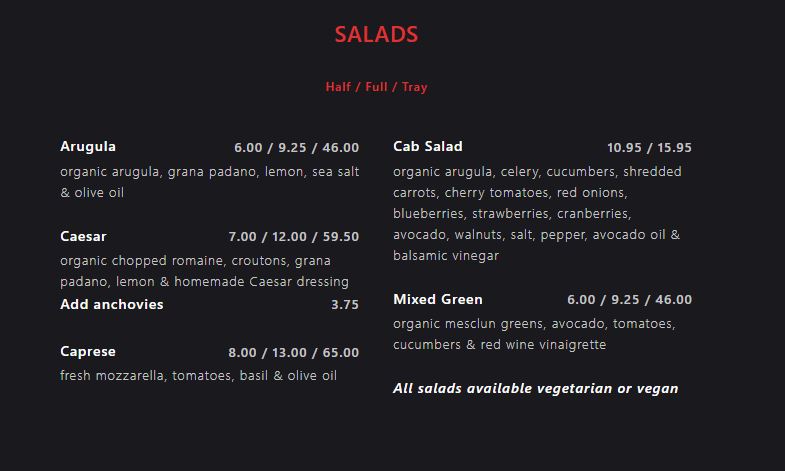 SALADS
Half / Full / Tray
Arugula 6.00 / 9.25 / 46.00
organic arugula, grana padano, lemon, sea salt
& olive oil
Caesar 7.00 / 12.00 / 59.50
organic chopped romaine, croutons, grana
padano, lemon & homemade Caesar dressing
Add anchovies 3.75
Caprese 8.00 / 13.00 / 65.00
fresh mozzarella, tomatoes, basil & olive oil
Cab Salad 10.95 / 15.95
organic arugula, celery, cucumbers, shredded
carrots, cherry tomatoes, red onions,
blueberries, strawberries, cranberries,
avocado, walnuts, salt, pepper, avocado oil &
balsamic vinegar
Mixed Green 6.00 / 9.25 / 46.00
organic mesclun greens, avocado, tomatoes,
cucumbers & red wine vinaigrette
All salads available vegetarian or vegan